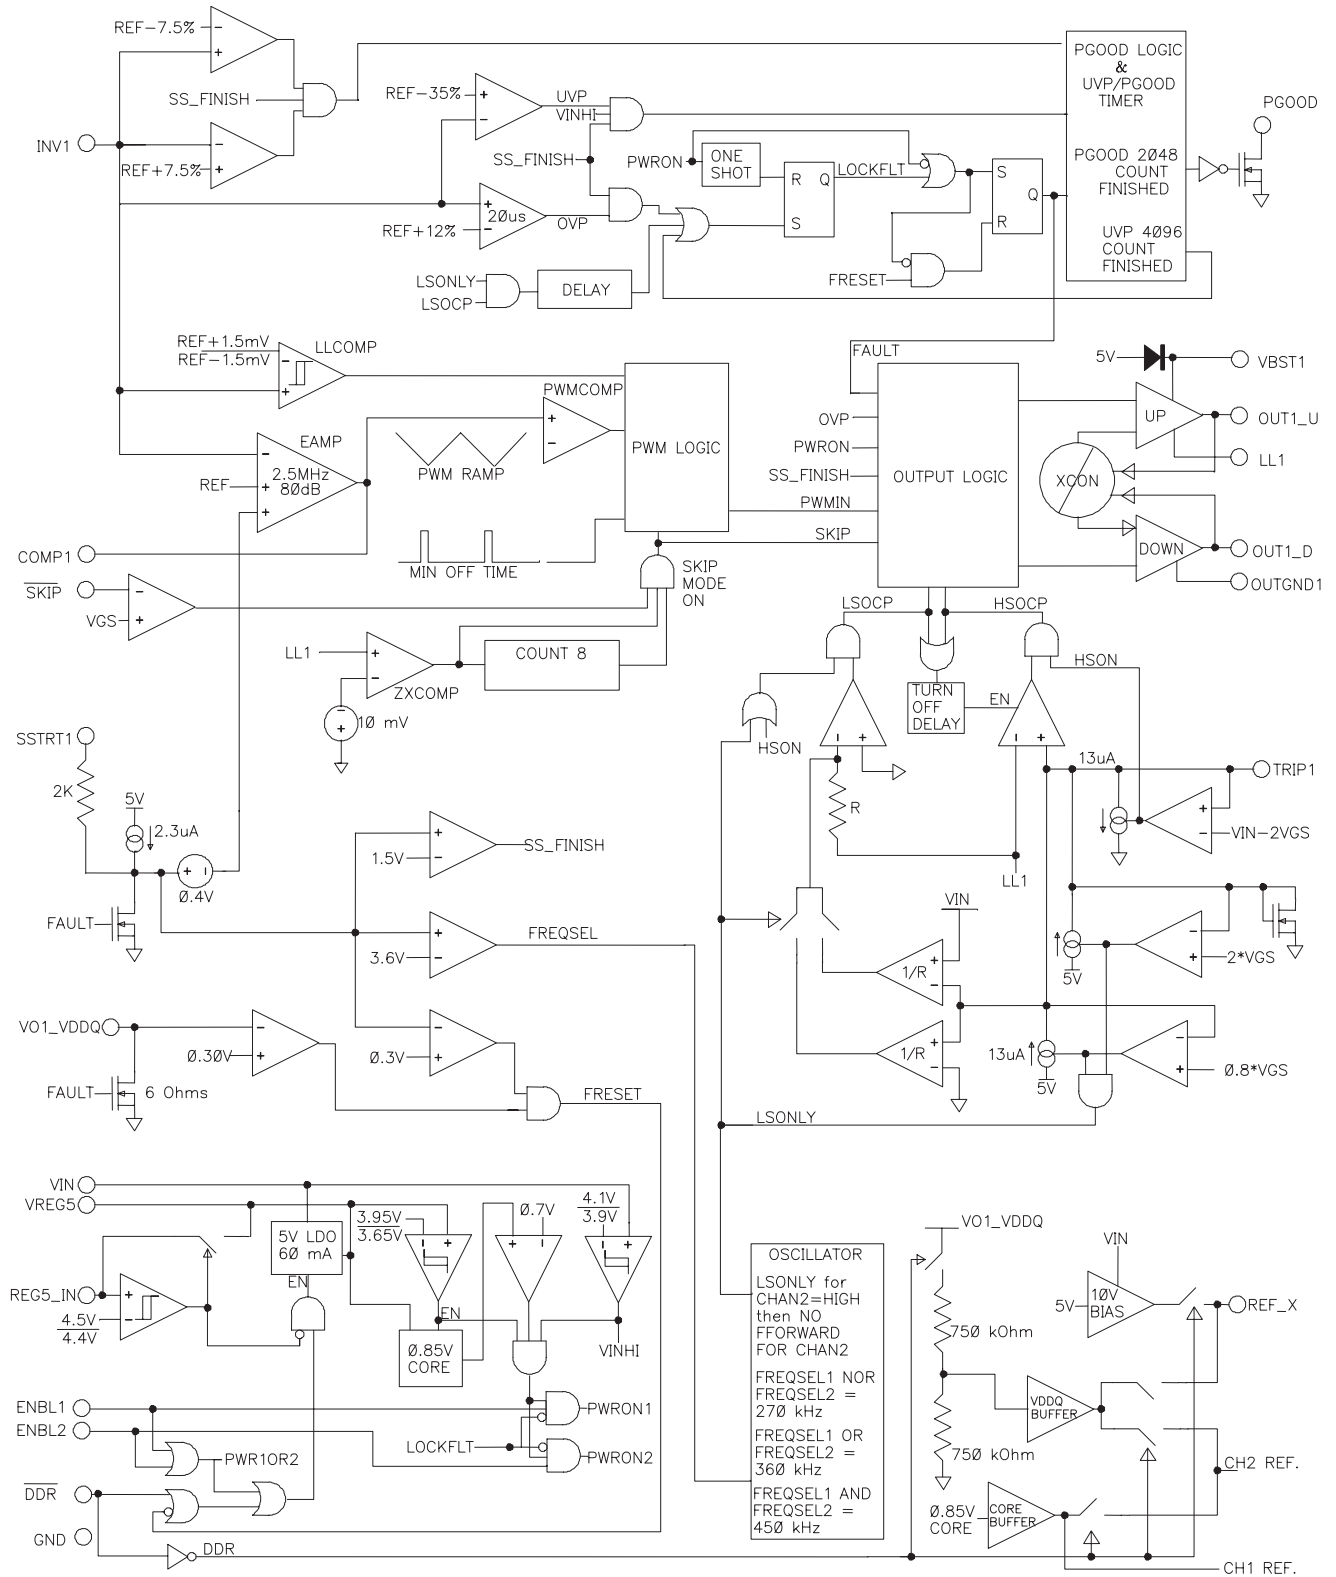 REF-7.5%
SS_FINISH
INV1
REF+7.5%
REF-35%
UVP
VINHI
SS_FINISH
20us
OVP
REF+12%
PWRON
ONE
SHOT
R
Q
S
LOCKFLT
S
Q
R
FRESET
LSONLY
LSOCP
DELAY
PGOOD LOGIC
&
UVP/PGOOD
TIMER
PGOOD 2048
COUNT
FINISHED
UVP 4096
COUNT
FINISHED
PGOOD
REF+1.5mV
REF-1.5mV
LLCOMP
EAMP
2.5MHz
80dB
REF
COMP1
PWMCOMP
PWM RAMP
MIN OFF TIME
PWM LOGIC
SKIP
MODE
ON
SKIP
VGS
LL1
ZXCOMP
10 mV
COUNT 8
FAULT
OVP
PWRON
SS_FINISH
PWMIN
SKIP
OUTPUT LOGIC
5V
VBST1
UP
OUT1_U
LL1
XCON
DOWN
OUT1_D
OUTGND1
LSOCP
HSOCP
HSON
TURN
OFF
DELAY
EN
HSON
R
LL1
13uA
TRIP1
VIN-2VGS
2*VGS
5V
13uA
5V
0.8*VGS
VIN
1/R
1/R
LSONLY
SSTRT1
2K
5V
2.3uA
0.4V
FAULT
1.5V
SS_FINISH
3.6V
FREQSEL
0.3V
VO1_VDDQ
0.30V
FAULT
6 Ohms
FRESET
VIN
VREG5
5V LDO
60 mA
EN
REG5_IN
4.5V
4.4V
3.95V
3.65V
0.7V
4.1V
3.9V
EN
0.85V
CORE
VINHI
ENBL1
ENBL2
PWR1OR2
LOCKFLT
PWRON1
PWRON2
DDR
GND
DDR
OSCILLATOR
LSONLY for
CHAN2=HIGH
then NO
FFORWARD
FOR CHAN2
FREQSEL1 NOR
FREQSEL2 =
270 kHz
FREQSEL1 OR
FREQSEL2 =
360 kHz
FREQSEL1 AND
FREQSEL2 =
450 kHz
VO1_VDDQ
750 kOhm
750 kOhm
VIN
5V
10V
BIAS
REF_X
VDDQ
BUFFER
CH2 REF.
0.85V
CORE
CORE
BUFFER
CH1 REF.